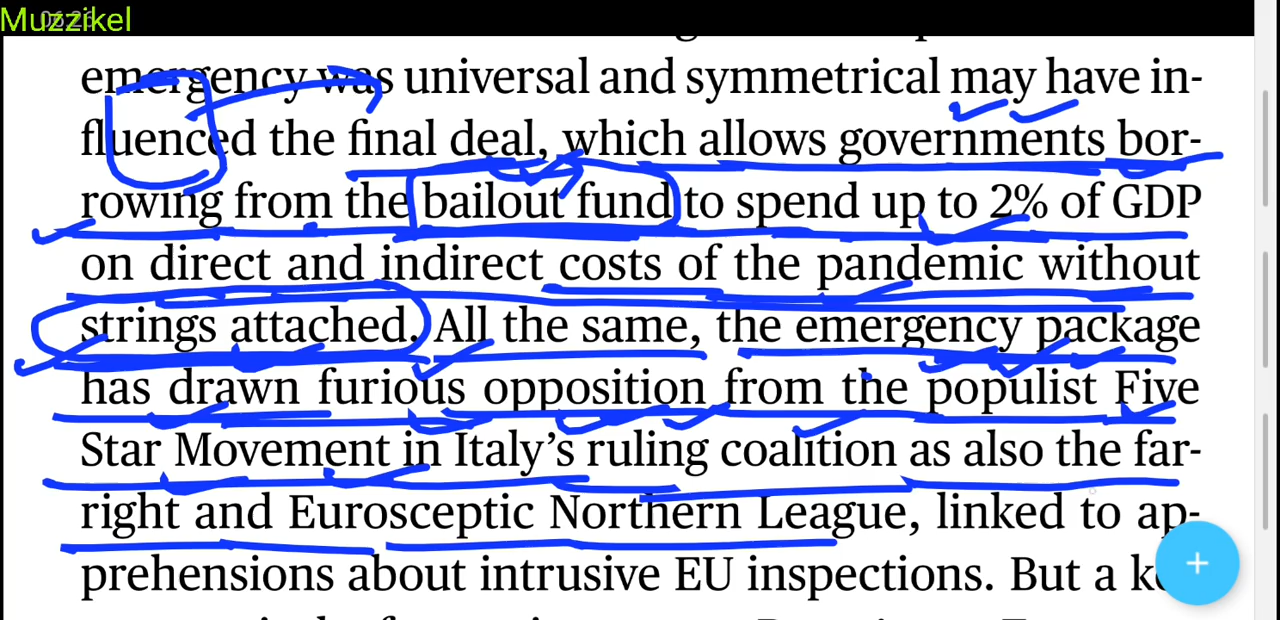 Muzzikel
emergency was universal and symmetrical may have in-
fluenced the final deal, which allows governments bor-
rowing from the bailout fund to spend up to 2% of GDP
on direct and indirect costs of the pandemic without
strings attached. All the same, the emergency package
has drawn furious opposition from the populist Five
Star Movement in Italy’s ruling coalition as also the far-
right and Eurosceptic Northern League, linked to ap-
prehensions about intrusive EU inspections. But a